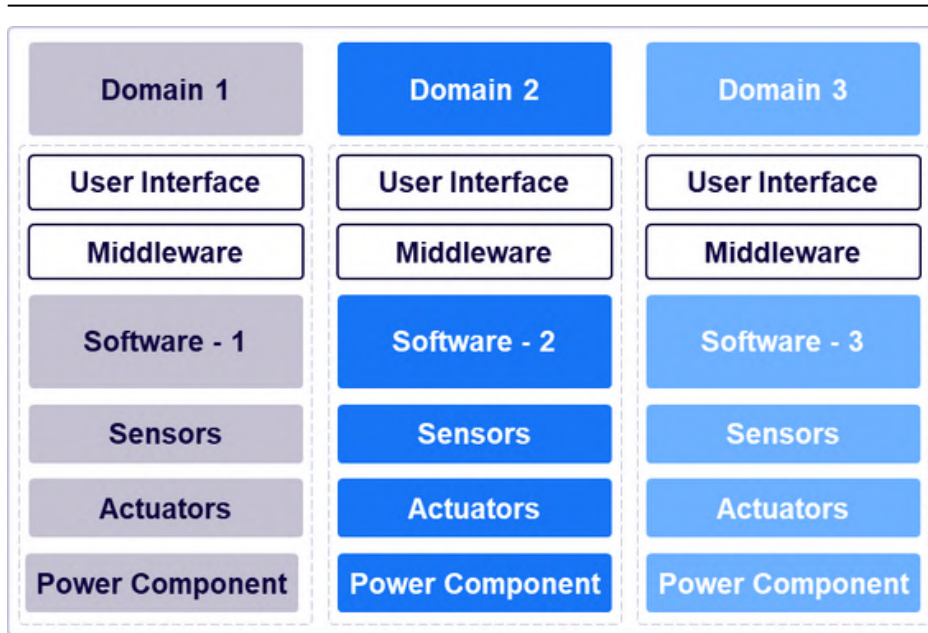 Domain 1
Domain 2
Domain 3
User Interface
User Interface
User Interface
Middleware
Middleware
Middleware
Software - 1
Software - 2
Software - 3
Sensors
Sensors
Sensors
Actuators
Actuators
Actuators
Power Component
Power Component
Power Component